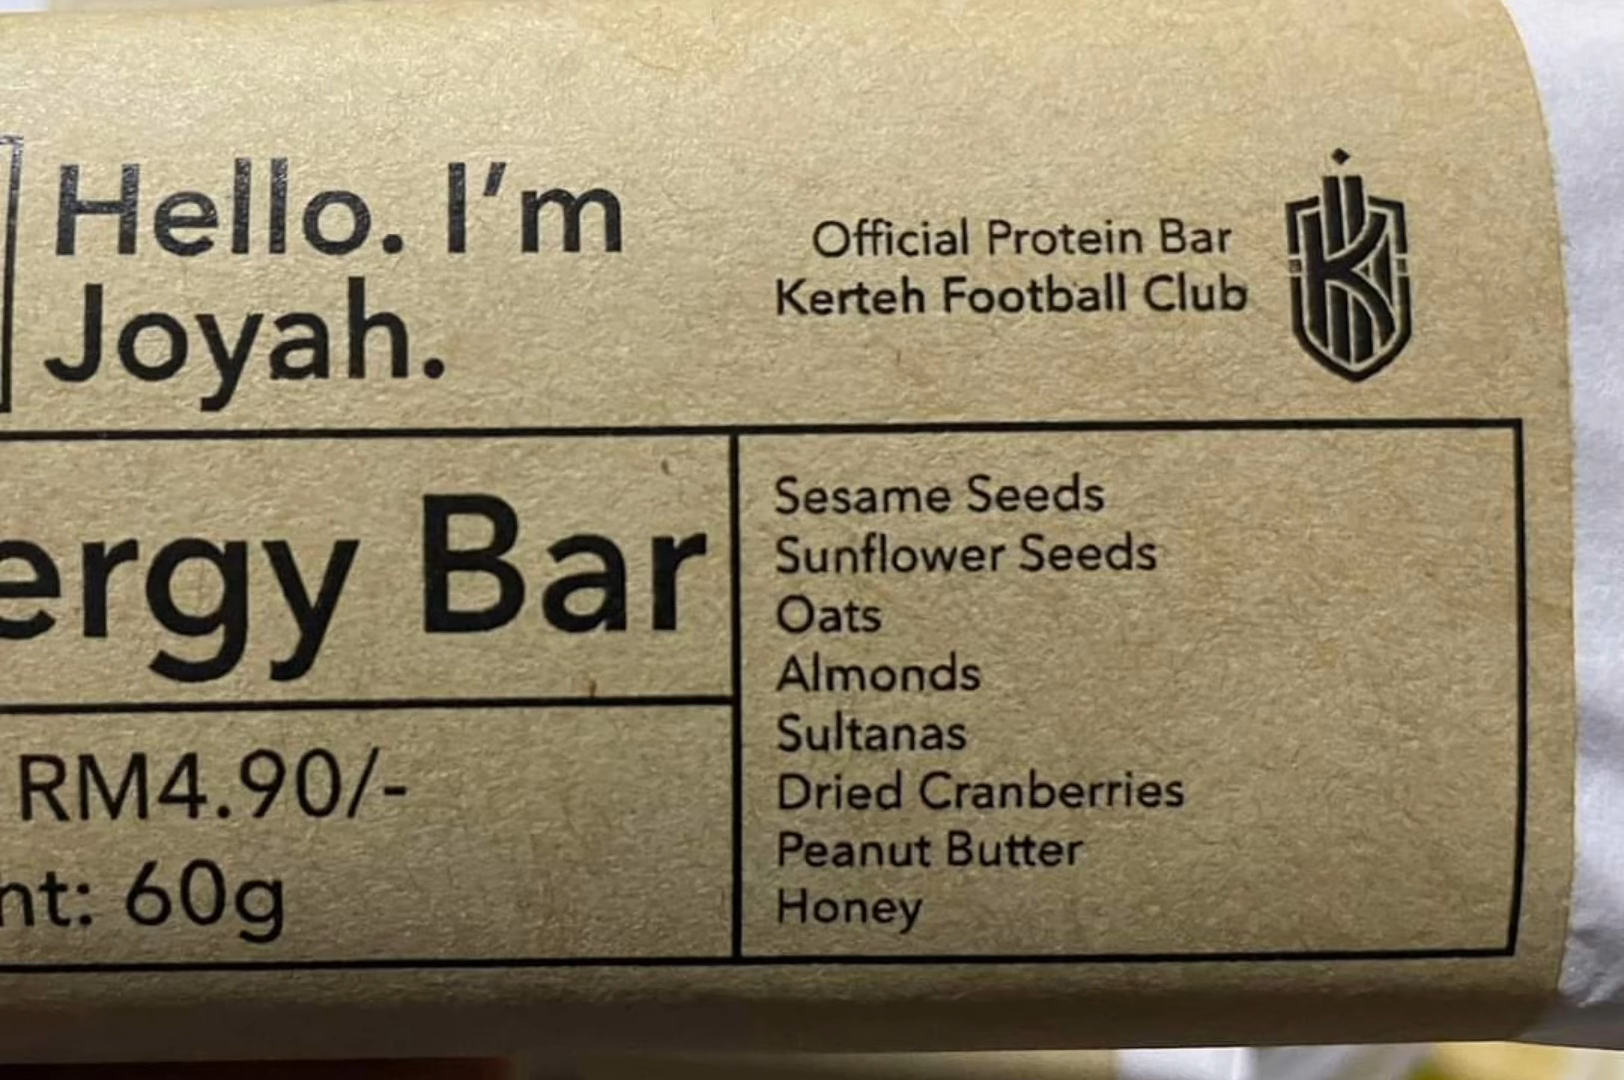 Hello. I'm
Joyah.
Official Protein Bar
Kerteh Football Club
ergy Bar
RM4.90/-
nt: 60g
Sesame Seeds
Sunflower Seeds
Oats
Almonds
Sultanas
Dried Cranberries
Peanut Butter
Honey